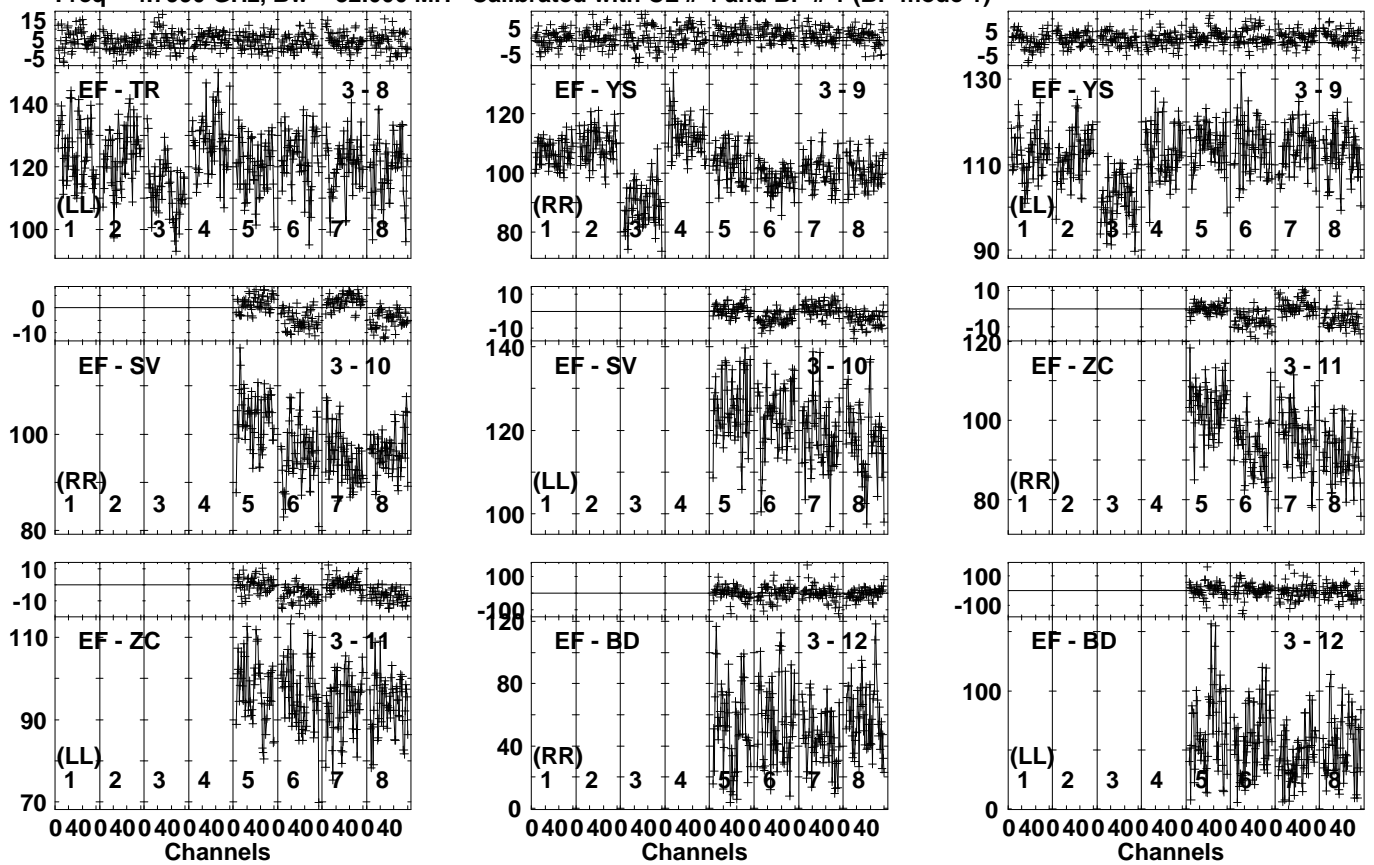 15
5
-5
EF - TR 3 - 8
140
120
100
(LL)
1 2 3 4 5 6 7 8
5
-5
EF - YS 3 - 9
120
100
80
(RR)
1 2 3 4 5 6 7 8
5
-5
EF - YS 3 - 9
130
110
90
(LL)
1 2 3 4 5 6 7 8
0
-10
EF - SV 3 - 10
100
80
(RR)
1 2 3 4 5 6 7 8
10
-10
EF - SV 3 - 10
140
120
100
(LL)
1 2 3 4 5 6 7 8
10
-10
EF - ZC 3 - 11
120
100
80
(RR)
1 2 3 4 5 6 7 8
10
-10
EF - ZC 3 - 11
110
90
70
(LL)
1 2 3 4 5 6 7 8
0 40 0 40 0 40 0 40 0 40 0 40 0 40 0 40
Channels
100
-100
EF - BD 3 - 12
120
80
40
0
(RR)
1 2 3 4 5 6 7 8
0 40 0 40 0 40 0 40 0 40 0 40 0 40 0 40
Channels
100
-100
EF - BD 3 - 12
100
0
(LL)
1 2 3 4 5 6 7 8
0 40 0 40 0 40 0 40 0 40 0 40 0 40 0 40
Channels